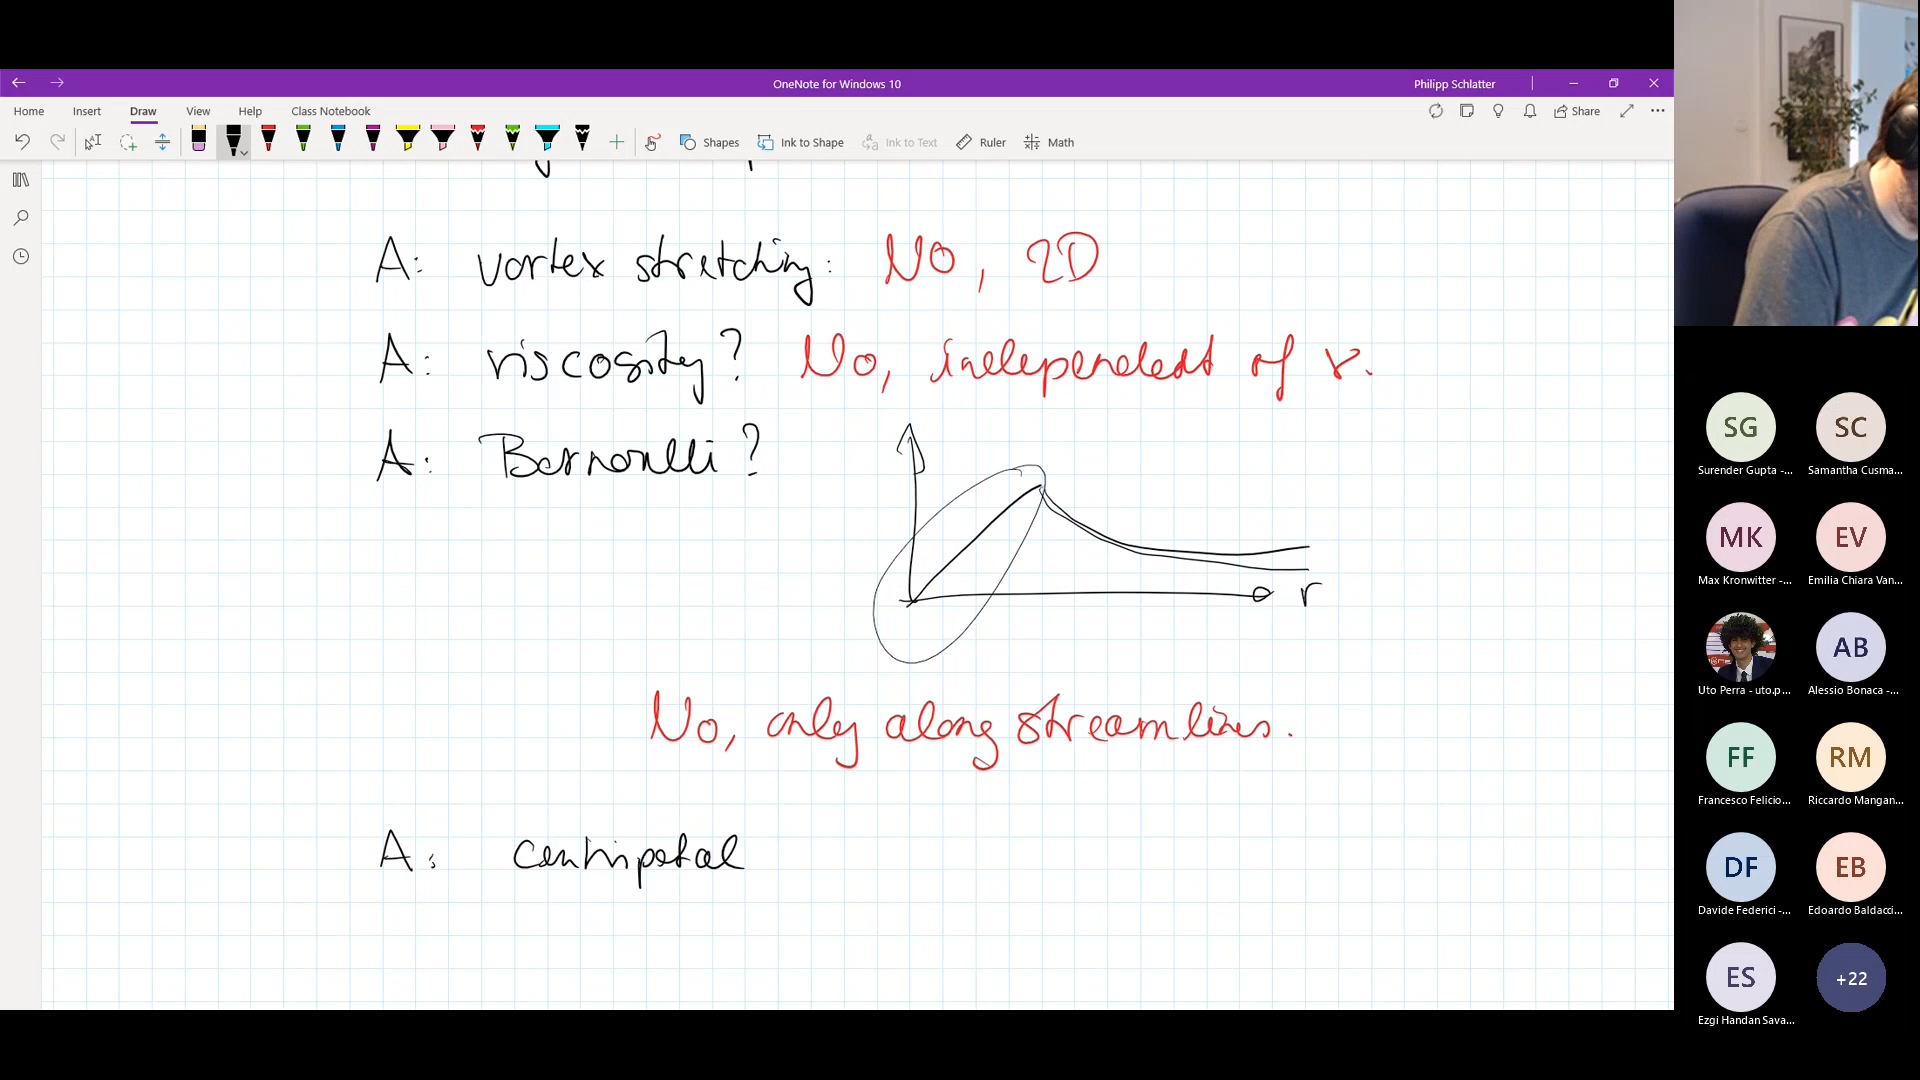 OneNote for Windows 10
Philipp Schlatter
Home Insert Draw View Help Class Notebook
Share
Shapes Ink to Shape Ink to Text Ruler Math
A: vortex stretching: NO, 2D
A: viscosity? No, independent of γ.
A: Bernoulli?
r
No, only along streamlines.
A: centripetal
SG
Surender Gupta -...
SC
Samantha Cusma...
MK
Max Kronwitter -...
EV
Emilia Chiara Van...
Uto Perra - uto.p...
AB
Alessio Bonaca -...
FF
Francesco Felicio...
RM
Riccardo Mangan...
DF
Davide Federici -...
EB
Edoardo Baldacci...
ES
Ezgi Handan Sava...
+22